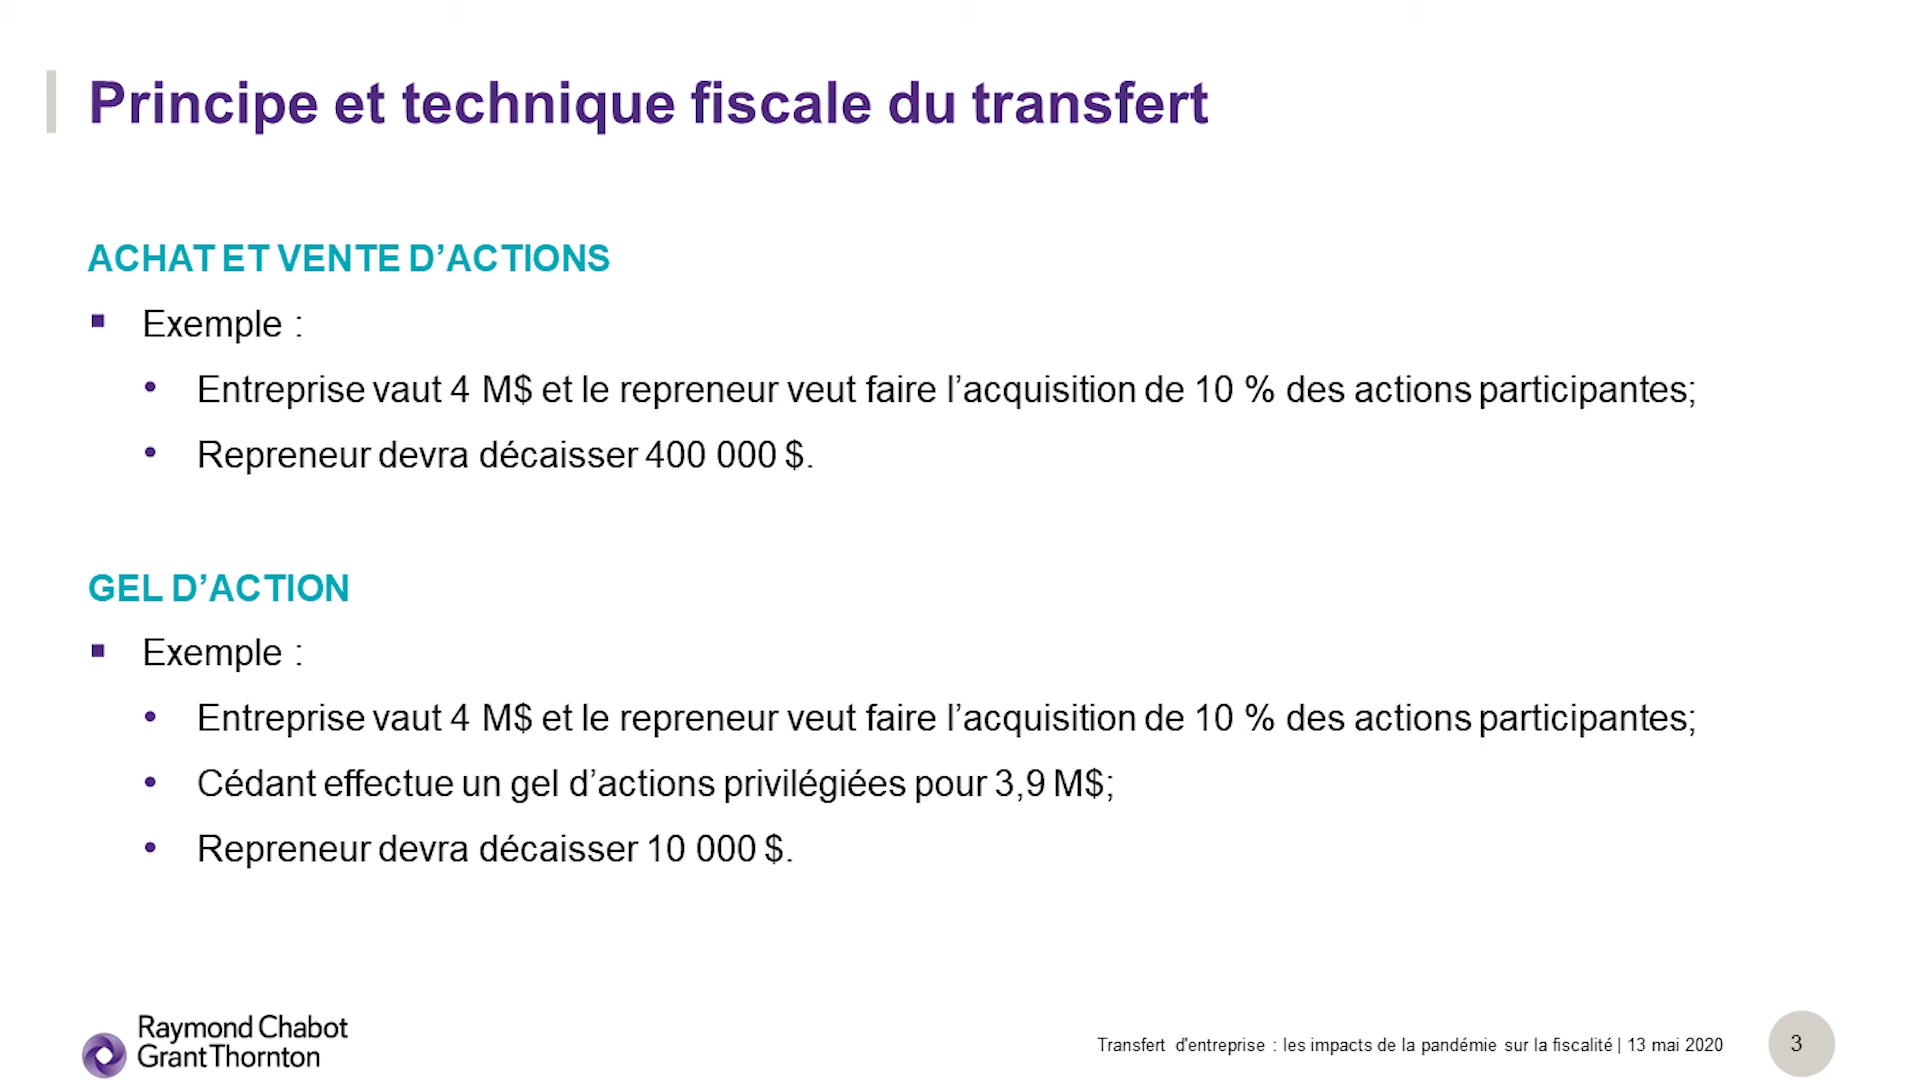 Principe et technique fiscale du transfert
ACHAT ET VENTE D’ACTIONS
▪ Exemple :
• Entreprise vaut 4 M$ et le repreneur veut faire l’acquisition de 10 % des actions participantes;
• Repreneur devra décaisser 400 000 $.
GEL D’ACTION
▪ Exemple :
• Entreprise vaut 4 M$ et le repreneur veut faire l’acquisition de 10 % des actions participantes;
• Cédant effectue un gel d’actions privilégiées pour 3,9 M$;
• Repreneur devra décaisser 10 000 $.
Raymond Chabot
Grant Thornton
Transfert d'entreprise : les impacts de la pandémie sur la fiscalité | 13 mai 2020
3